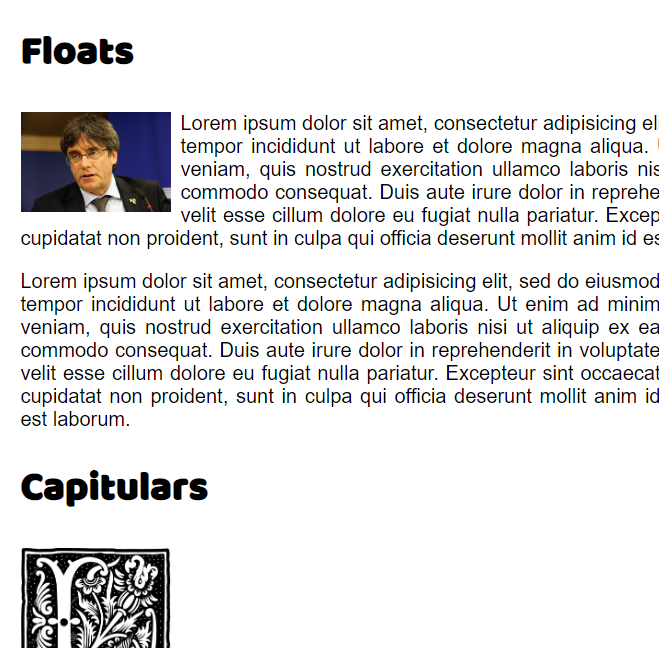 Floats
Lorem ipsum dolor sit amet, consectetur adipisicing
tempor incididunt ut labore et dolore magna aliqua.
veniam, quis nostrud exercitation ullamco laboris
commodo consequat. Duis aute irure dolor in
velit esse cillum dolore eu fugiat nulla pariatur.
cupidatat non proident, sunt in culpa qui officia deserunt mollit anim id
Lorem ipsum dolor sit amet, consectetur adipisicing elit, sed do eiusmod
tempor incididunt ut labore et dolore magna aliqua. Ut enim ad minim
veniam, quis nostrud exercitation ullamco laboris nisi ut aliquip ex ea
commodo consequat. Duis aute irure dolor in reprehenderit in voluptate
velit esse cillum dolore eu fugiat nulla pariatur. Excepteur sint occaecat
cupidatat non proident, sunt in culpa qui officia deserunt mollit anim id
est laborum.
Capitulars